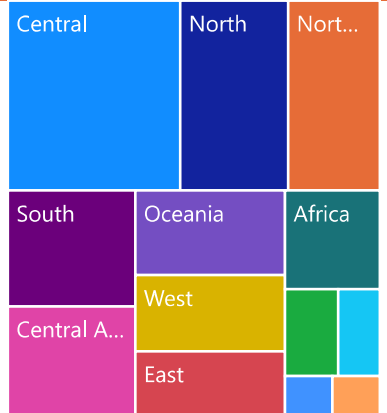 Central
North
Nort...
South
Oceania
Africa
West
Central A...
East